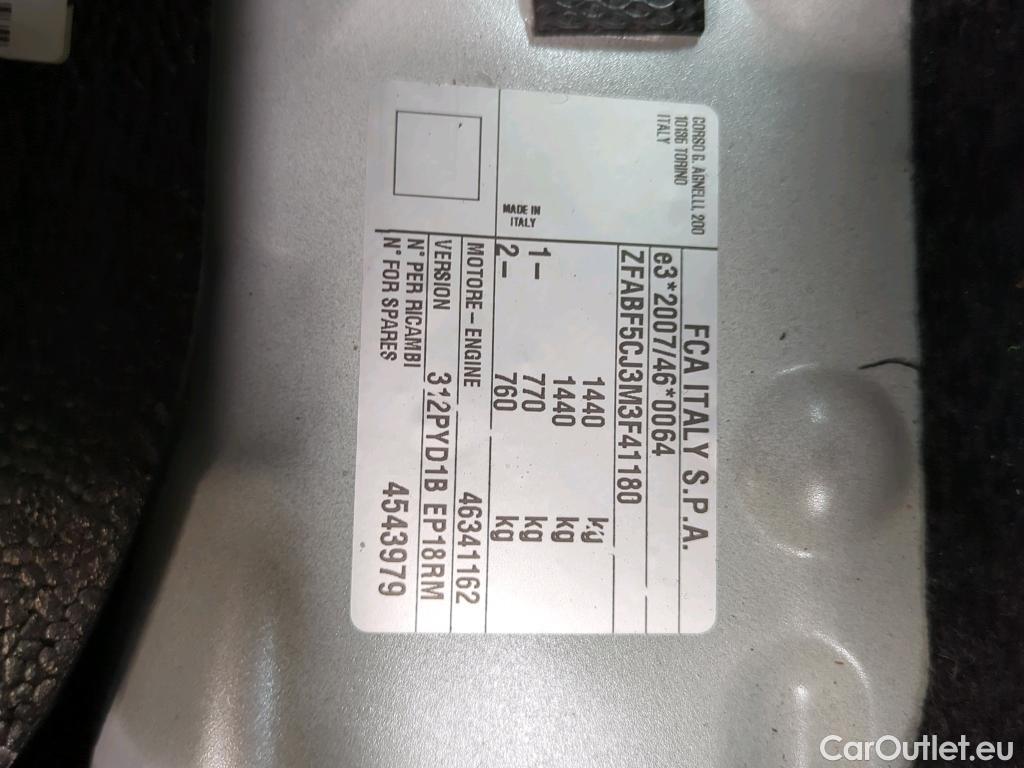 CORSO G. AGNELLI, 200
10135 TORINO
ITALY
MADE IN
ITALY
FCA ITALY S.P.A.
e3*2007/46*0064
ZFABF5CJ3M3F41180
1440 kg
1440 kg
1- 770 kg
2- 760 kg
MOTORE-ENGINE 46341162
VERSION 312PYD1B EP18RM
N° PER RICAMBI
N° FOR SPARES 4543979
CarOutlet.eu